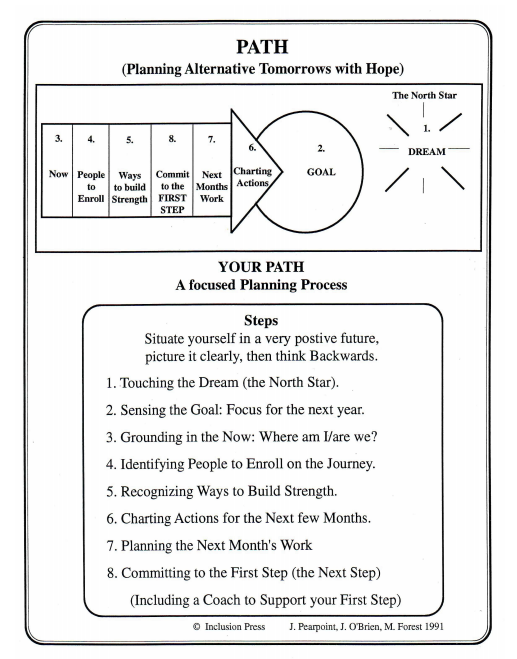 PATH
(Planning Alternative Tomorrows with Hope)
The North Star
1.
DREAM
3.
Now
4.
People
to
Enroll
5.
Ways
to build
Strength
8.
Commit
to the
FIRST
STEP
7.
Next
Months
Work
6.
Charting
Actions
2.
GOAL
YOUR PATH
A focused Planning Process
Steps
Situate yourself in a very postive future,
picture it clearly, then think Backwards.
1. Touching the Dream (the North Star).
2. Sensing the Goal: Focus for the next year.
3. Grounding in the Now: Where am I/are we?
4. Identifying People to Enroll on the Journey.
5. Recognizing Ways to Build Strength.
6. Charting Actions for the Next few Months.
7. Planning the Next Month's Work
8. Committing to the First Step (the Next Step)
(Including a Coach to Support your First Step)
© Inclusion Press J. Pearpoint, J. O'Brien, M. Forest 1991